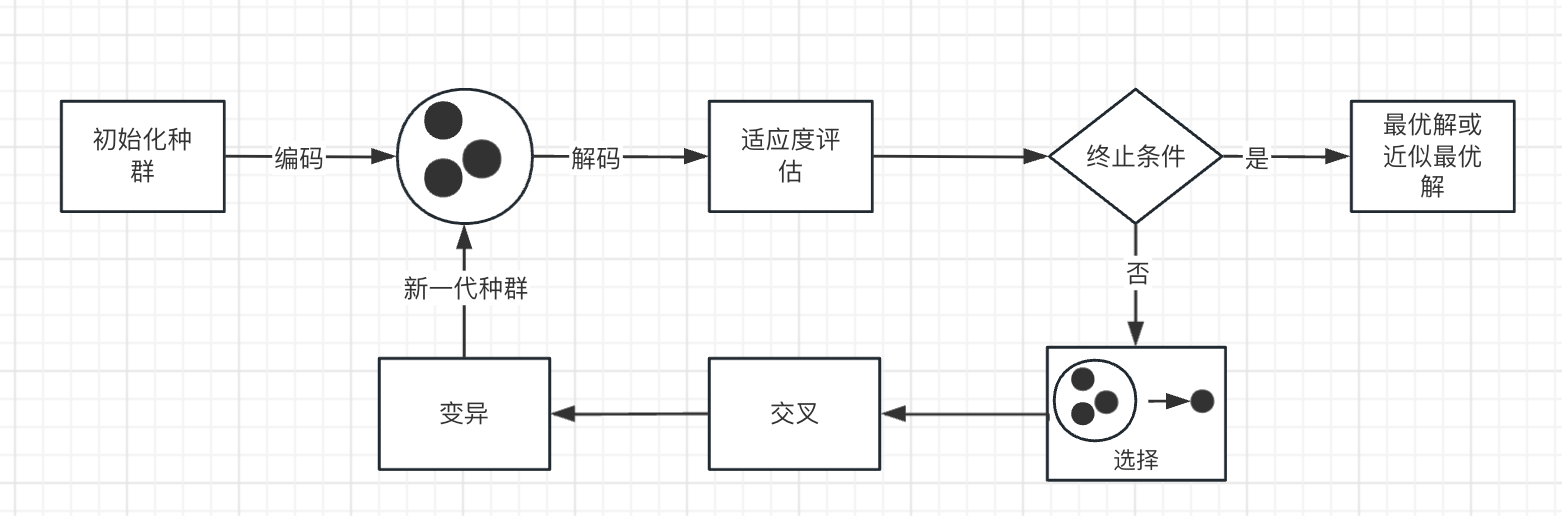 初始化种
群
编码
解码
适应度评
估
终止条件
是
最优解或
近似最优
解
否
新一代种群
变异
交叉
选择